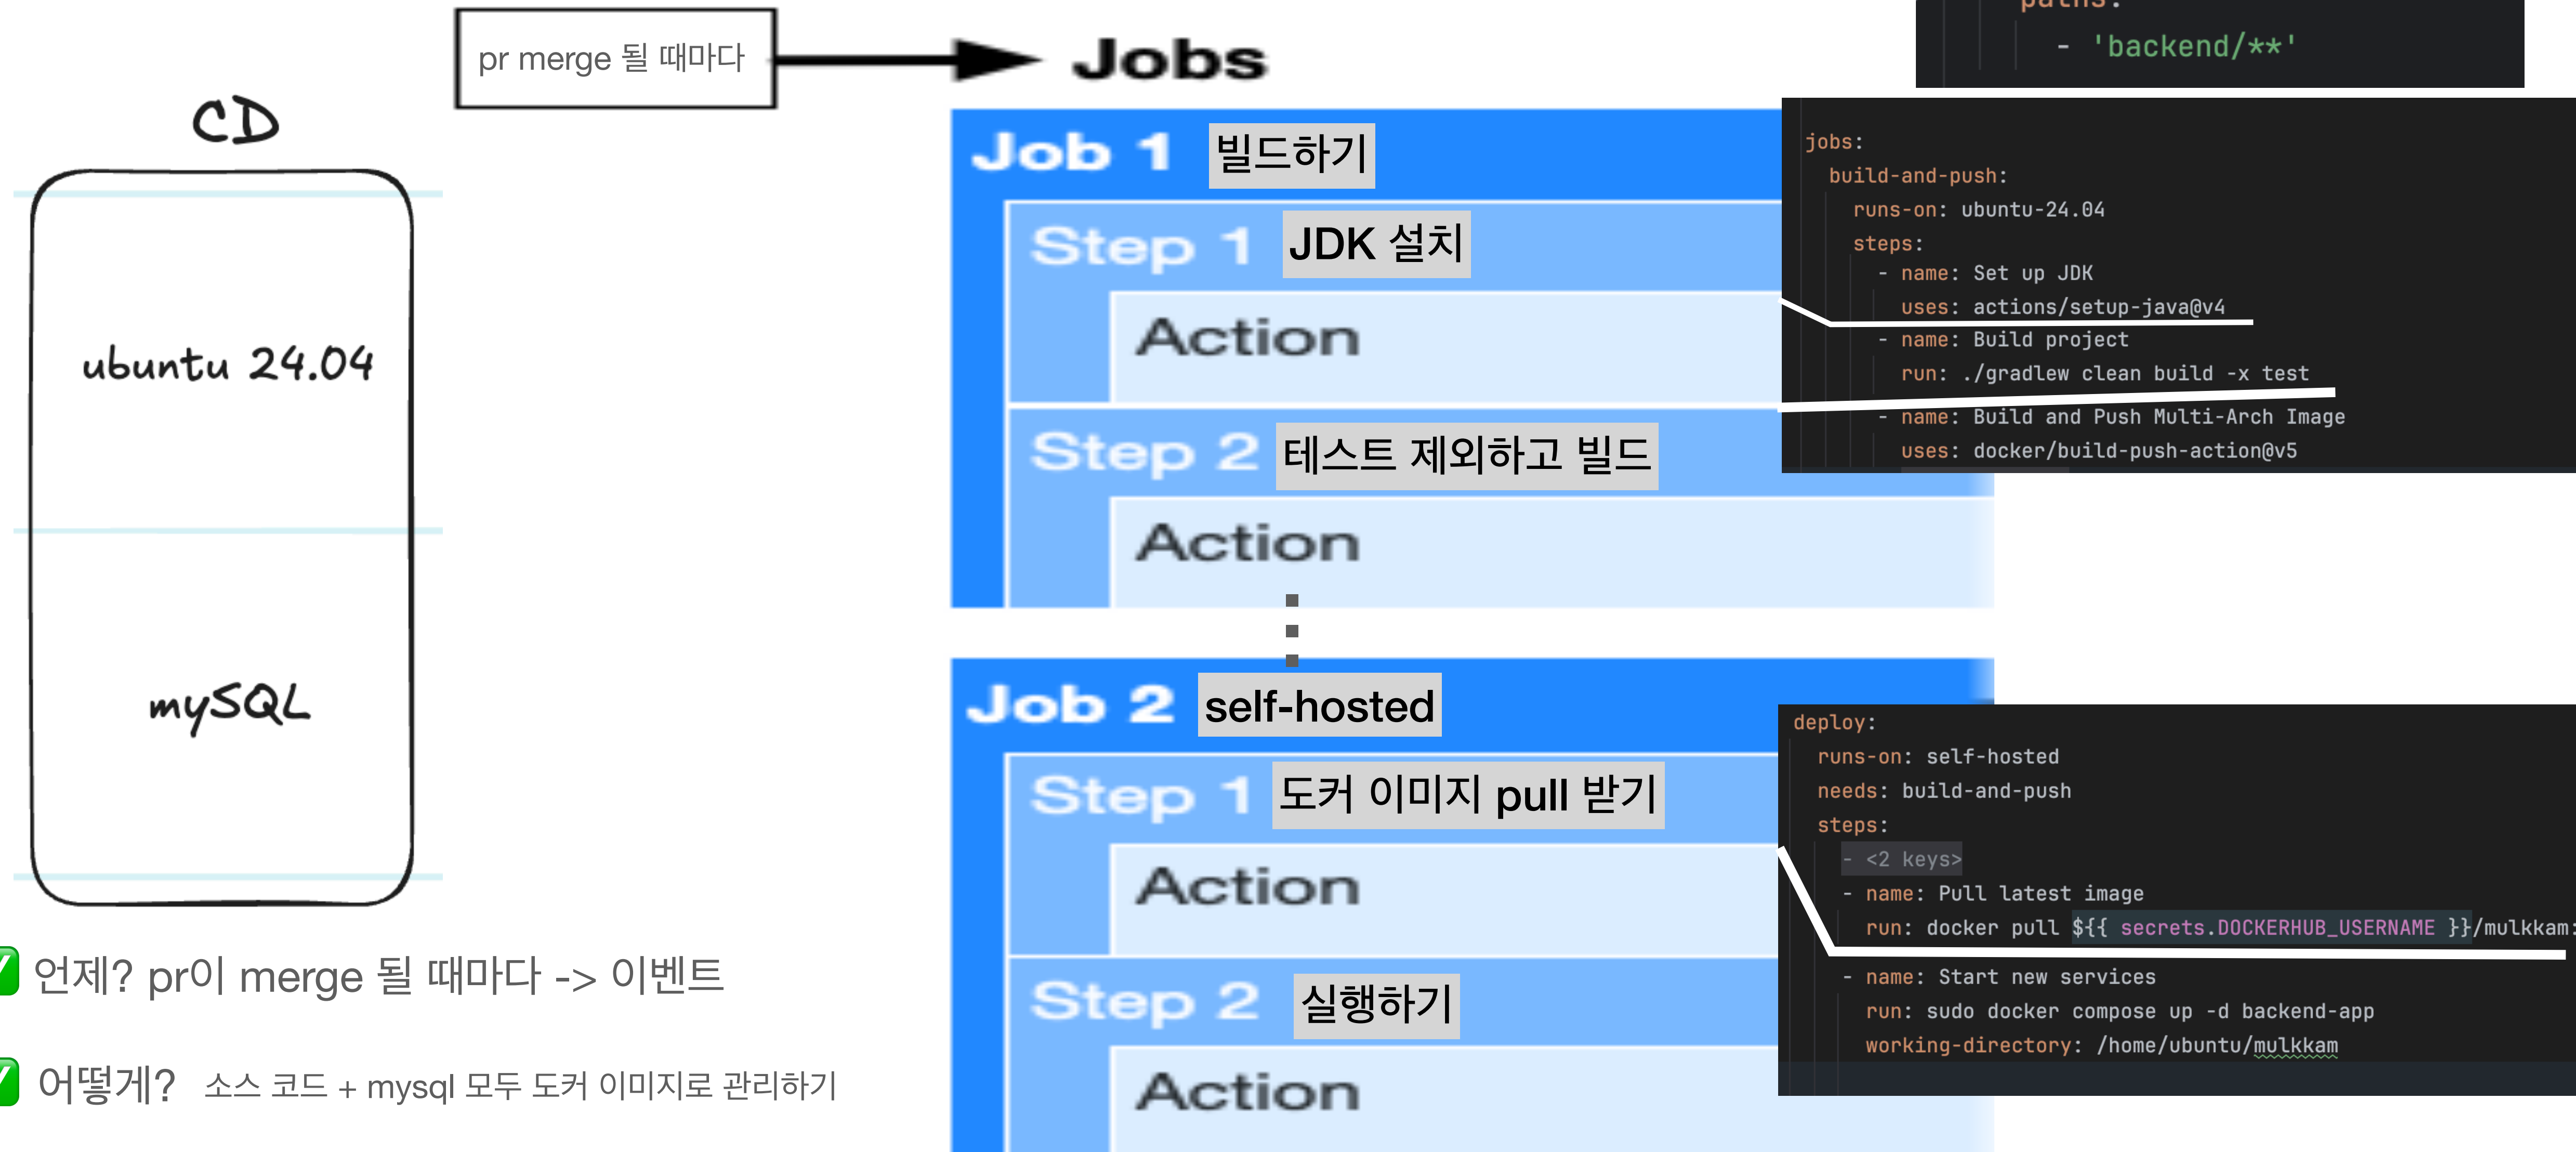 pr merge 될 때마다
Jobs
CD
ubuntu 24.04
mySQL
✅ 언제? pr이 merge 될 때마다 -> 이벤트
✅ 어떻게? 소스 코드 + mysql 모두 도커 이미지로 관리하기
Job 1 빌드하기
Step 1 JDK 설치
Action
Step 2 테스트 제외하고 빌드
Action
Job 2 self-hosted
Step 1 도커 이미지 pull 받기
Action
Step 2 실행하기
Action
paths:
- 'backend/**'
jobs:
build-and-push:
runs-on: ubuntu-24.04
steps:
- name: Set up JDK
uses: actions/setup-java@v4
- name: Build project
run: ./gradlew clean build -x test
- name: Build and Push Multi-Arch Image
uses: docker/build-push-action@v5
deploy:
runs-on: self-hosted
needs: build-and-push
steps:
- <2 keys>
- name: Pull latest image
run: docker pull ${{ secrets.DOCKERHUB_USERNAME }}/mulkkam:
- name: Start new services
run: sudo docker compose up -d backend-app
working-directory: /home/ubuntu/mulkkam